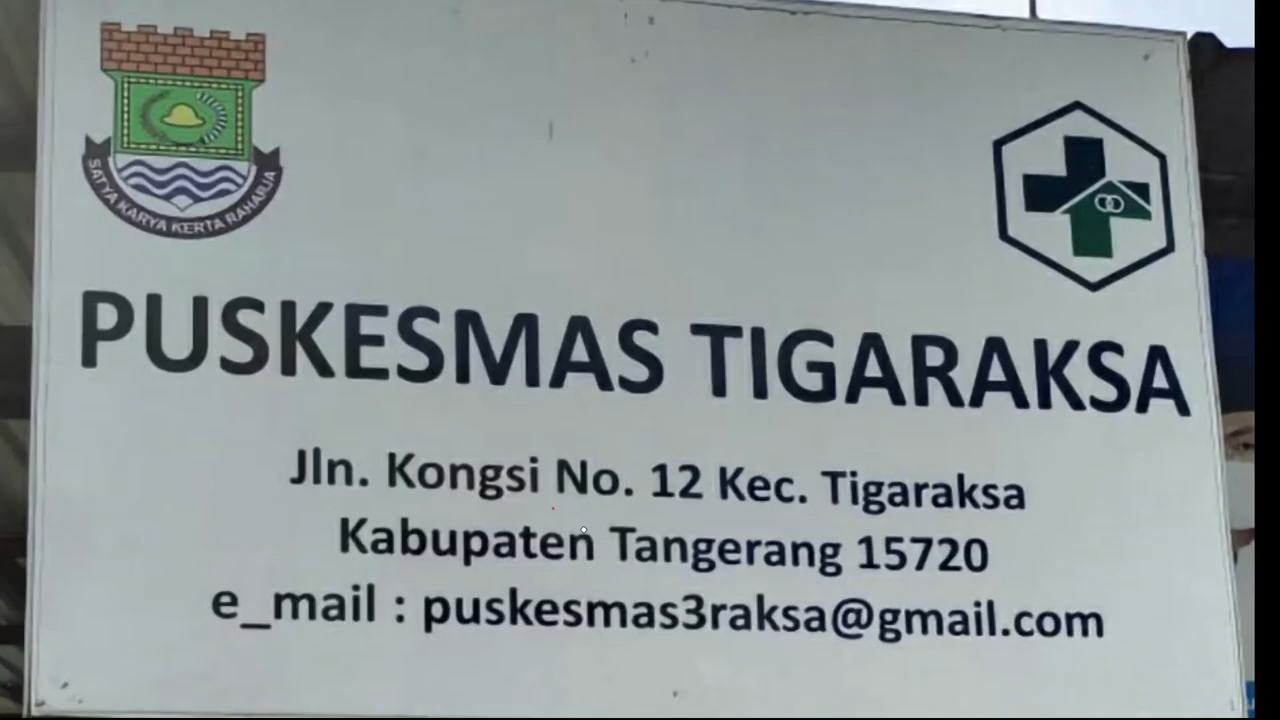 SATYA KARYA KERTA RAHARJA
PUSKESMAS TIGARAKSA
Jln. Kongsi No. 12 Kec. Tigaraksa
Kabupaten Tangerang 15720
e_mail : puskesmas3raksa@gmail.com